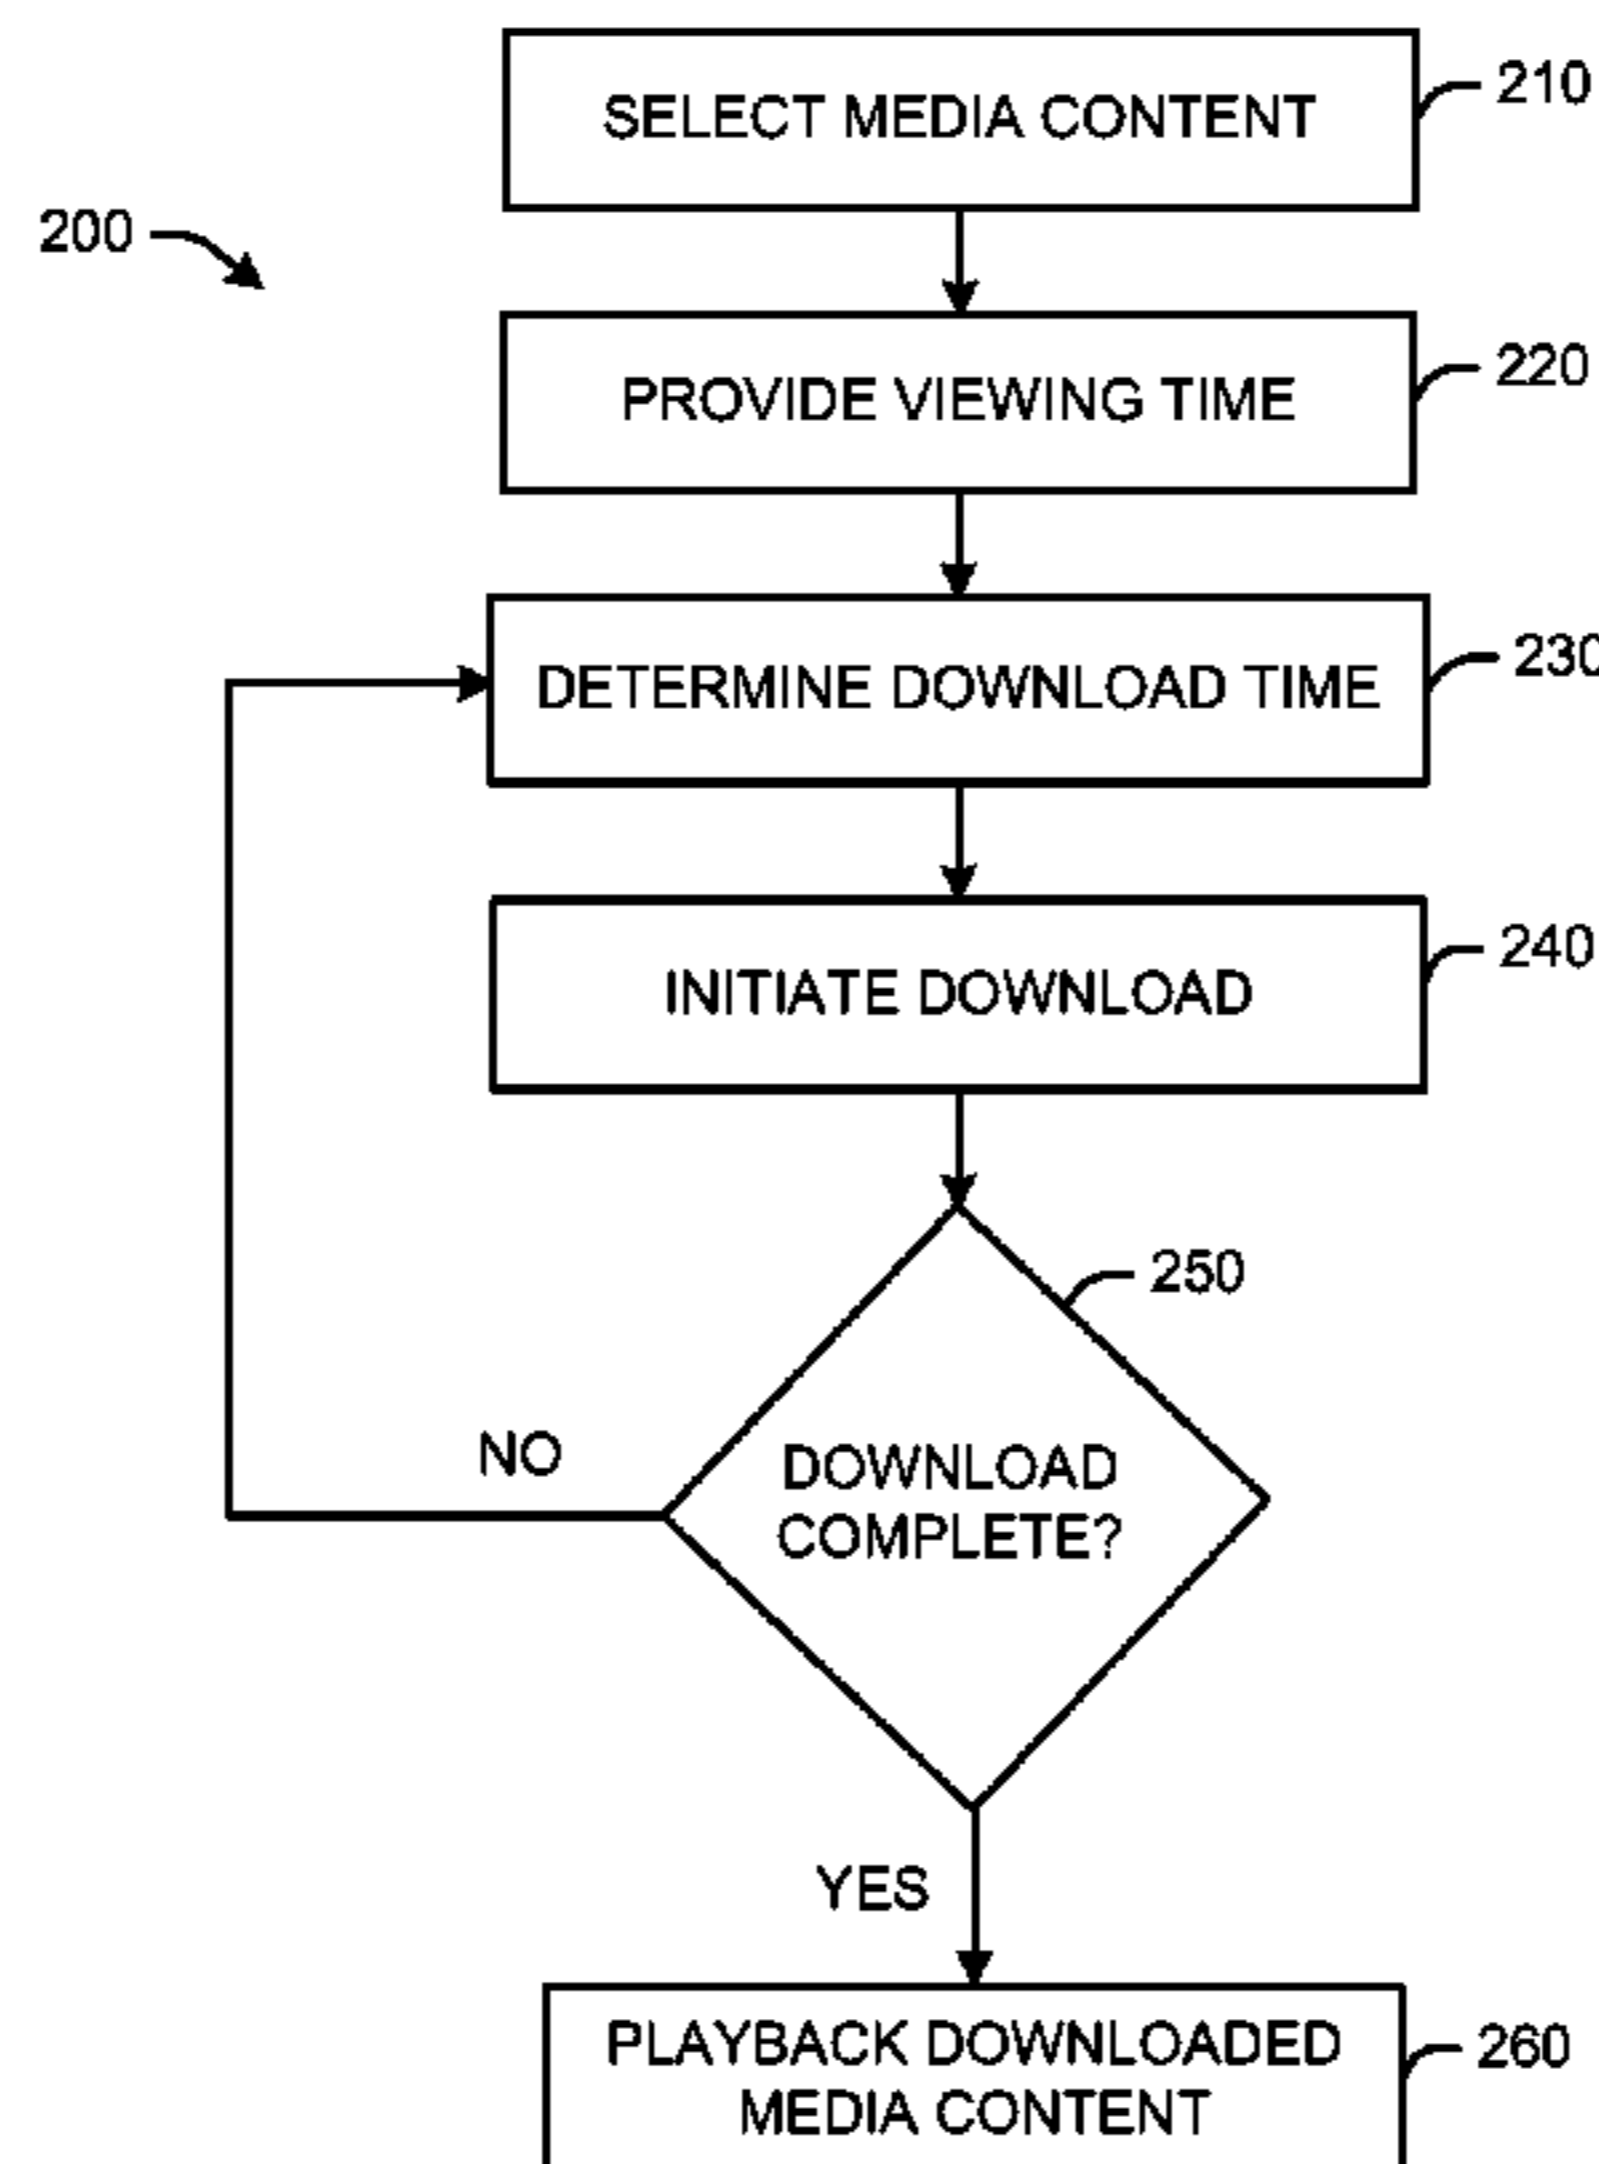 SELECT MEDIA CONTENT
210
200
PROVIDE VIEWING TIME
220
DETERMINE DOWNLOAD TIME
230
INITIATE DOWNLOAD
240
250
NO
DOWNLOAD
COMPLETE?
YES
PLAYBACK DOWNLOADED
MEDIA CONTENT
260